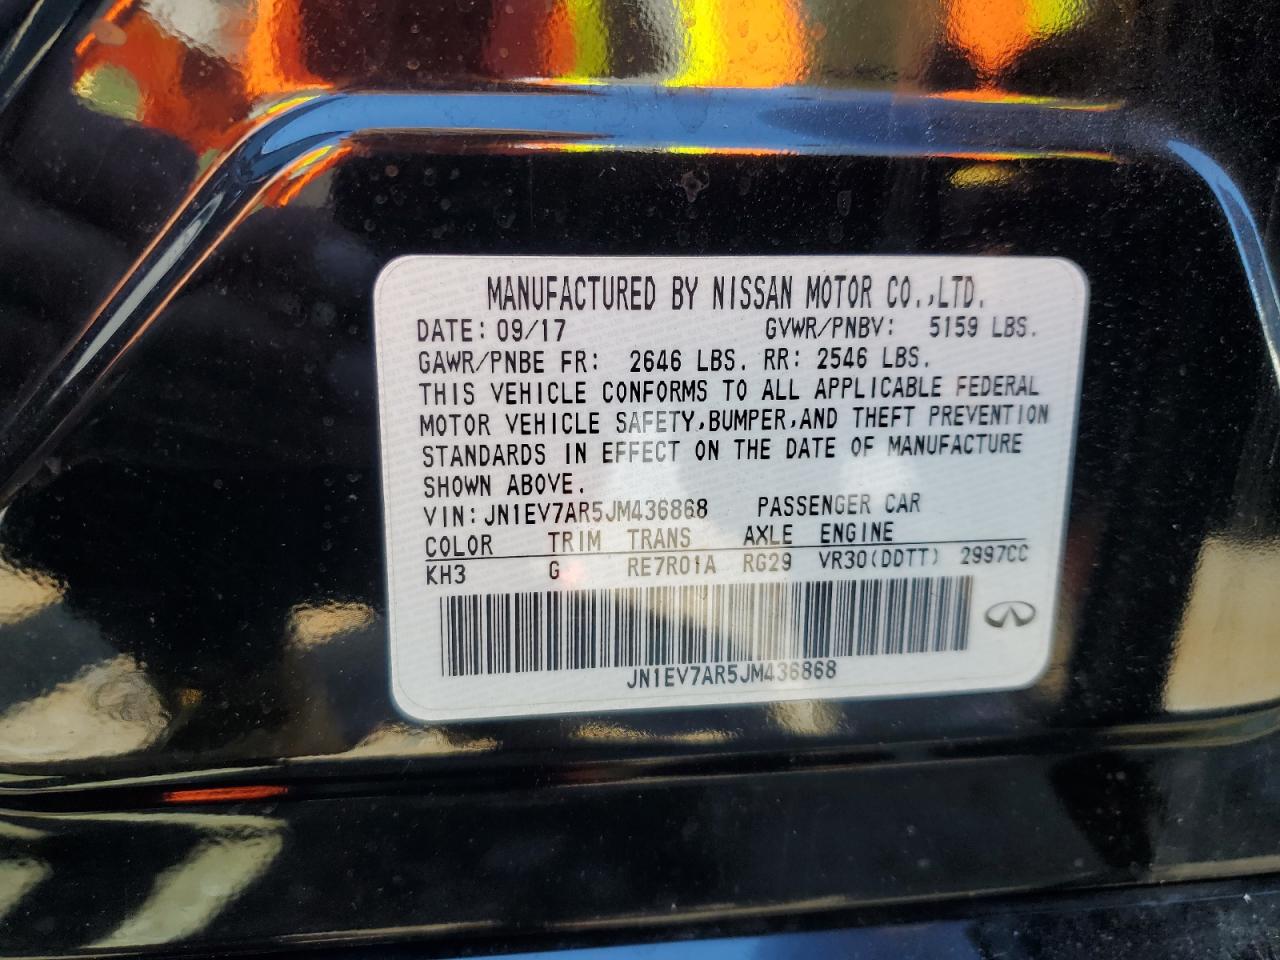 MANUFACTURED BY NISSAN MOTOR CO.,LTD.
DATE: 09/17 GVWR/PNBV: 5159 LBS.
GAWR/PNBE FR: 2646 LBS. RR: 2546 LBS.
THIS VEHICLE CONFORMS TO ALL APPLICABLE FEDERAL
MOTOR VEHICLE SAFETY,BUMPER,AND THEFT PREVENTION
STANDARDS IN EFFECT ON THE DATE OF MANUFACTURE
SHOWN ABOVE.
VIN:JN1EV7AR5JM436868 PASSENGER CAR
COLOR TRIM TRANS AXLE ENGINE
KH3 G RE7R01A RG29 VR30(DDTT) 2997CC
JN1EV7AR5JM436868